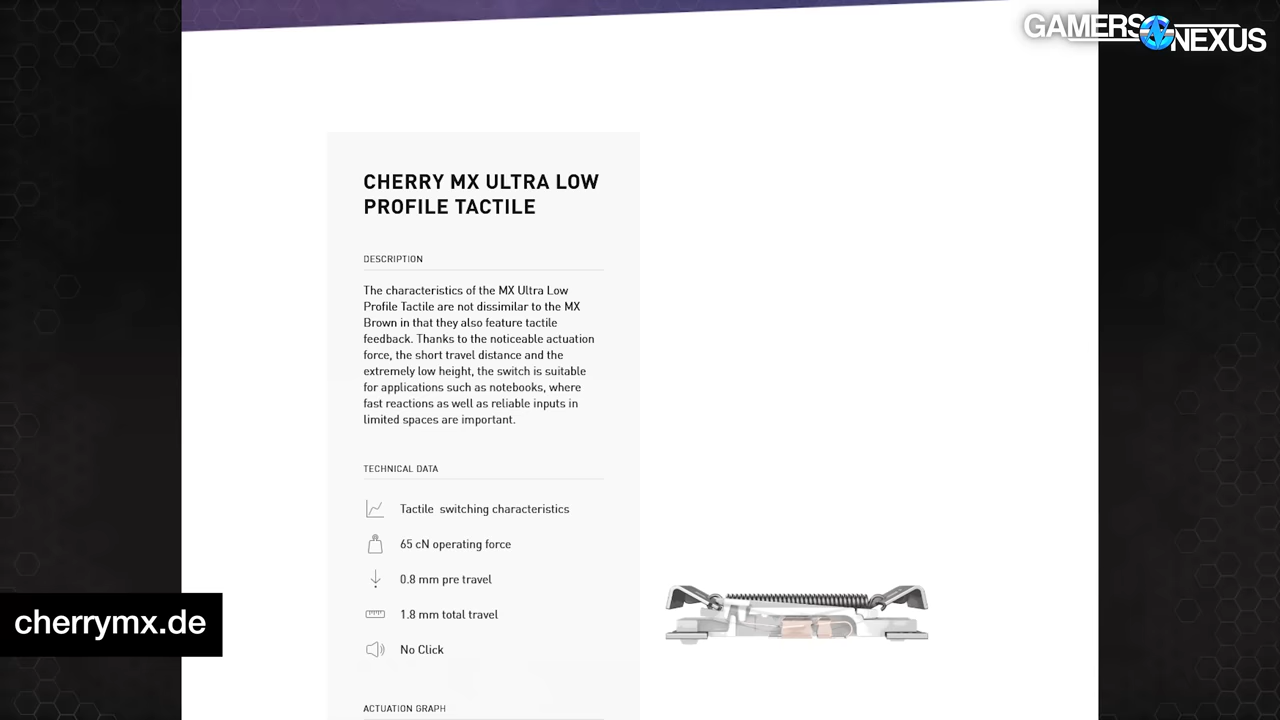 GAMERS NEXUS
CHERRY MX ULTRA LOW
PROFILE TACTILE
DESCRIPTION
The characteristics of the MX Ultra Low
Profile Tactile are not dissimilar to the MX
Brown in that they also feature tactile
feedback. Thanks to the noticeable actuation
force, the short travel distance and the
extremely low height, the switch is suitable
for applications such as notebooks, where
fast reactions as well as reliable inputs in
limited spaces are important.
TECHNICAL DATA
Tactile switching characteristics
65 cN operating force
0.8 mm pre travel
1.8 mm total travel
No Click
ACTUATION GRAPH
cherrymx.de